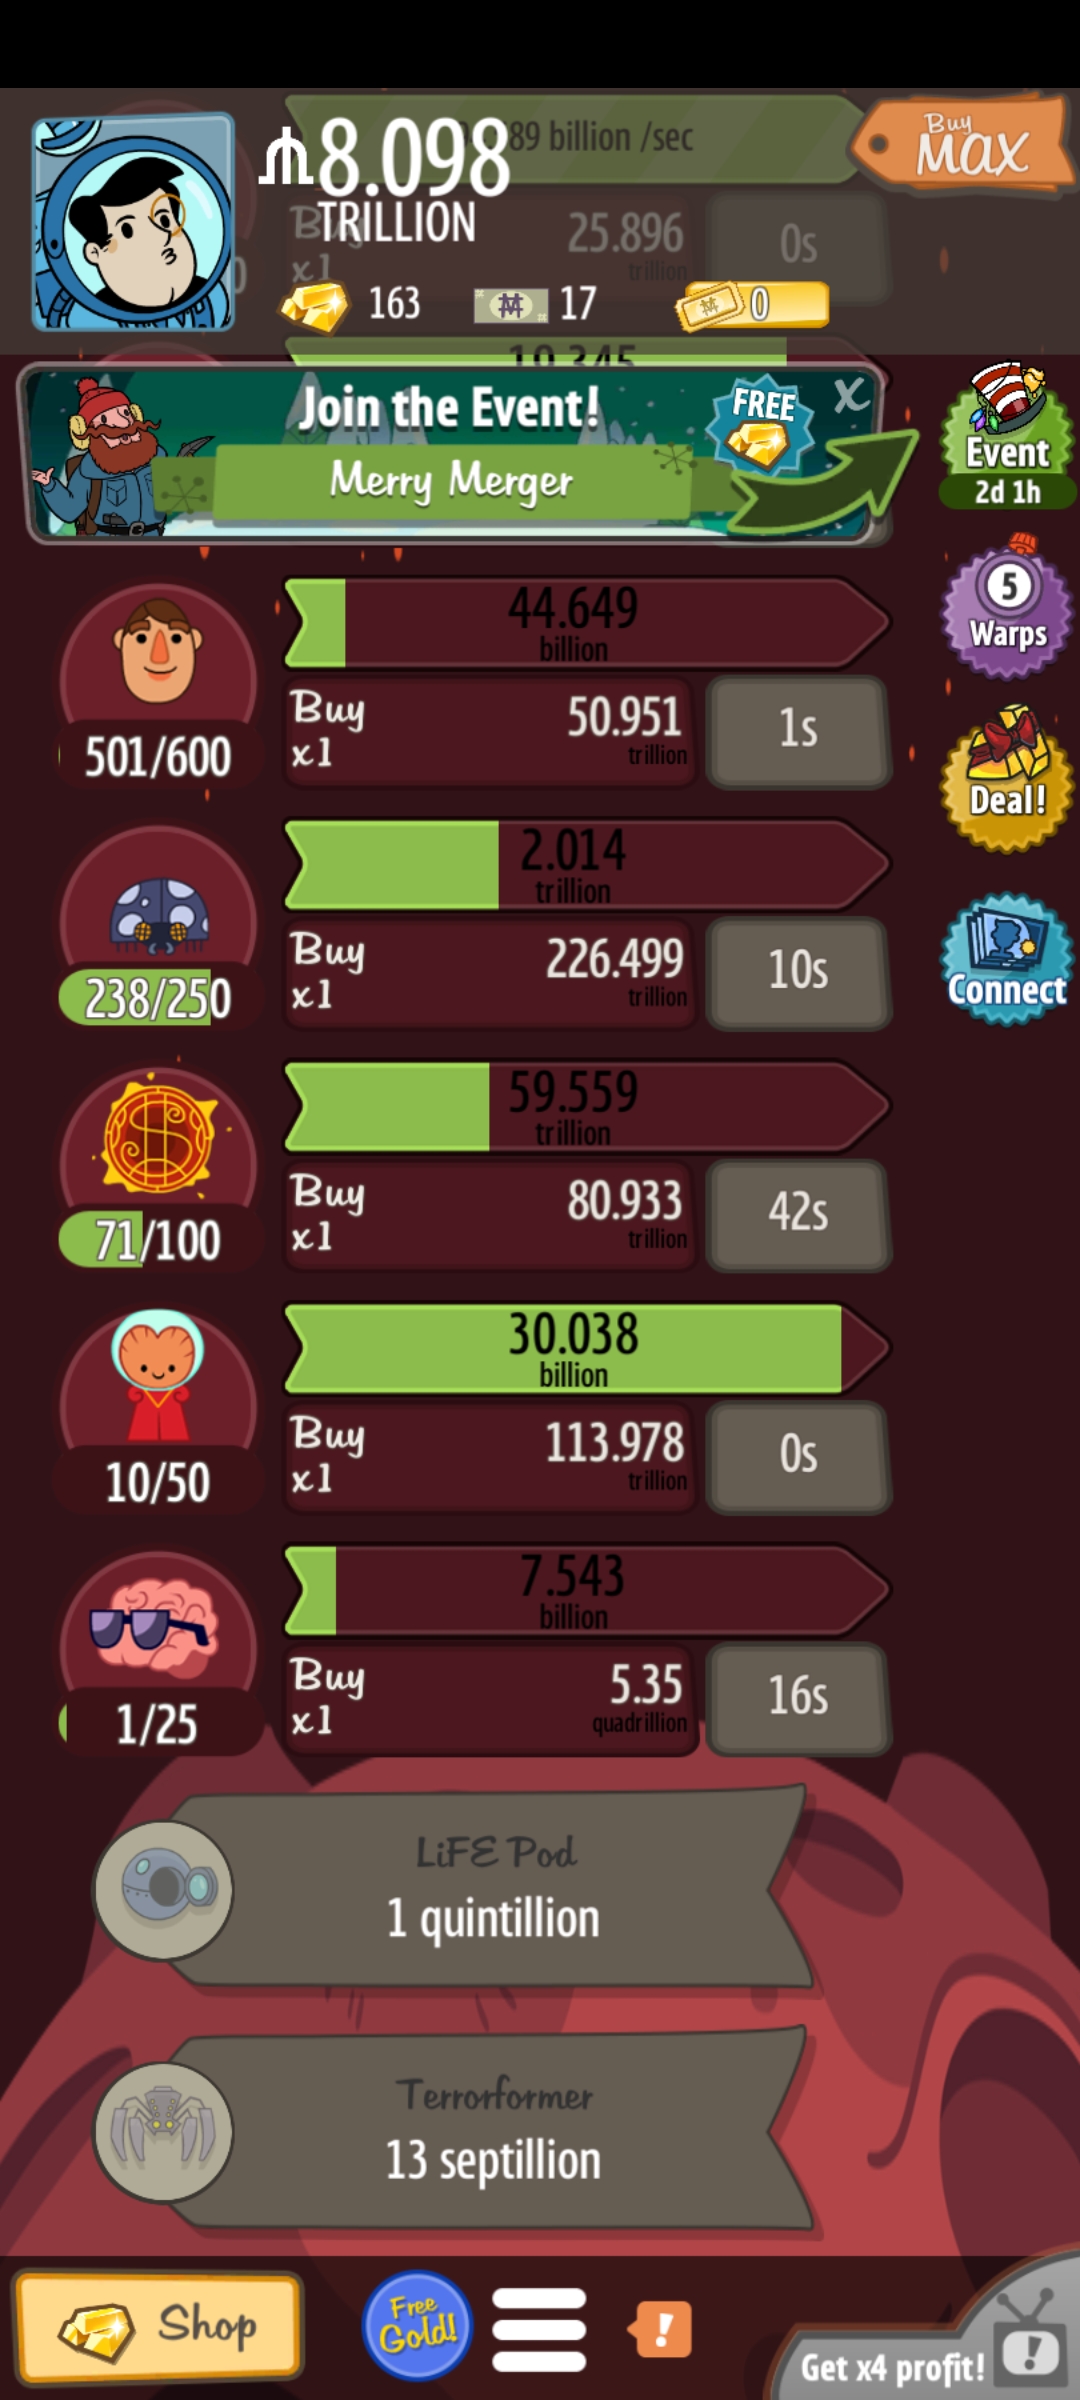 8.098
TRILLION
89 billion /sec
Buy
MAX
25.896
trillion
x1
0s
163
17
0
Join the Event!
Merry Merger
FREE
X
Event
2d 1h
44.649
billion
501/600
Buy
x1
50.951
trillion
1s
5
Warps
2.014
trillion
238/250
Buy
x1
226.499
trillion
10s
Deal!
Connect
59.559
trillion
71/100
Buy
x1
80.933
trillion
42s
30.038
billion
10/50
Buy
x1
113.978
trillion
0s
7.543
billion
1/25
Buy
x1
5.35
quadrillion
16s
LiFE Pod
1 quintillion
Terrorformer
13 septillion
Shop
Free
Gold!
!
Get x4 profit!
!